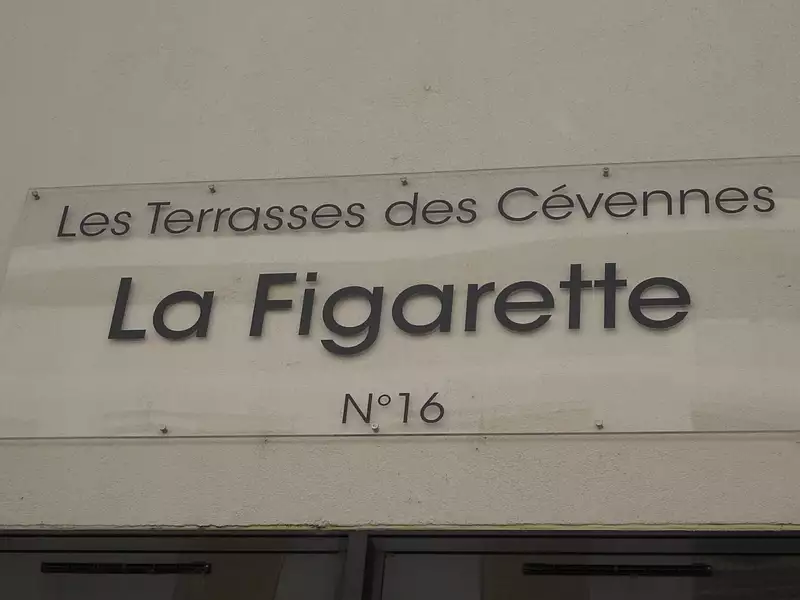 Les Terrasses des Cévennes
La Figarette
N°16